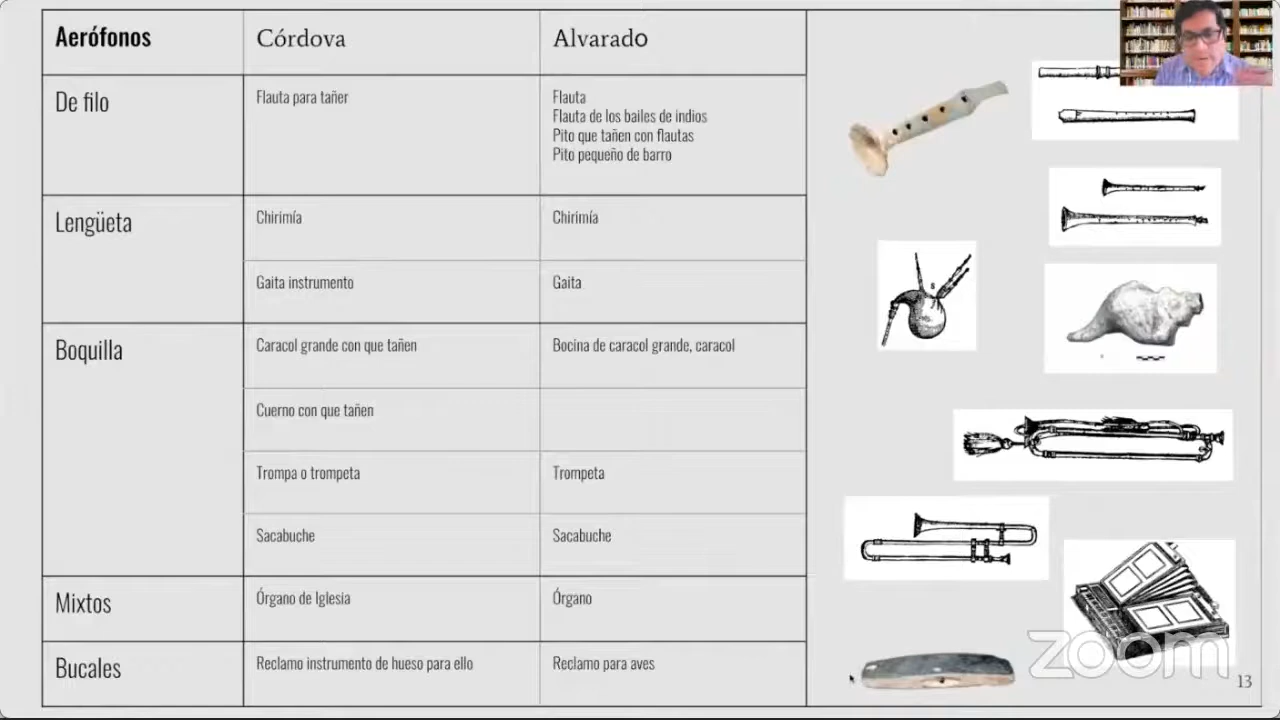 Aerófonos
Córdova
Alvarado
De filo
Flauta para tañer
Flauta
Flauta de los bailes de indios
Pito que tañen con flautas
Pito pequeño de barro
Lengüeta
Chirimía
Chirimía
Gaita instrumento
Gaita
Boquilla
Caracol grande con que tañen
Bocina de caracol grande, caracol
Cuerno con que tañen
Trompa o trompeta
Trompeta
Sacabuche
Sacabuche
Mixtos
Órgano de Iglesia
Órgano
Bucales
Reclamo instrumento de hueso para ello
Reclamo para aves
S
zoom
13